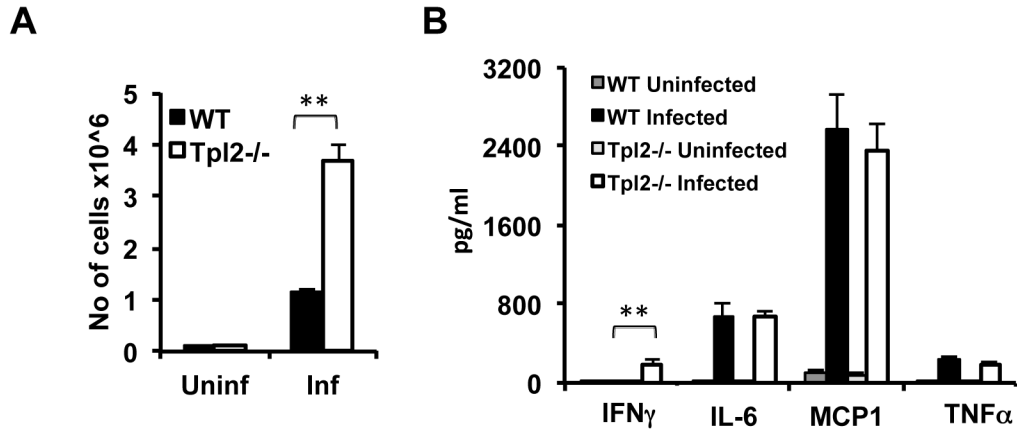 A
No of cells x10^6
5
4
3
2
1
0
WT
Tpl2-/-
**
Uninf
Inf
B
pg/ml
3200
2400
1600
800
0
WT Uninfected
WT Infected
Tpl2-/- Uninfected
Tpl2-/- Infected
**
IFNγ
IL-6
MCP1
TNFα